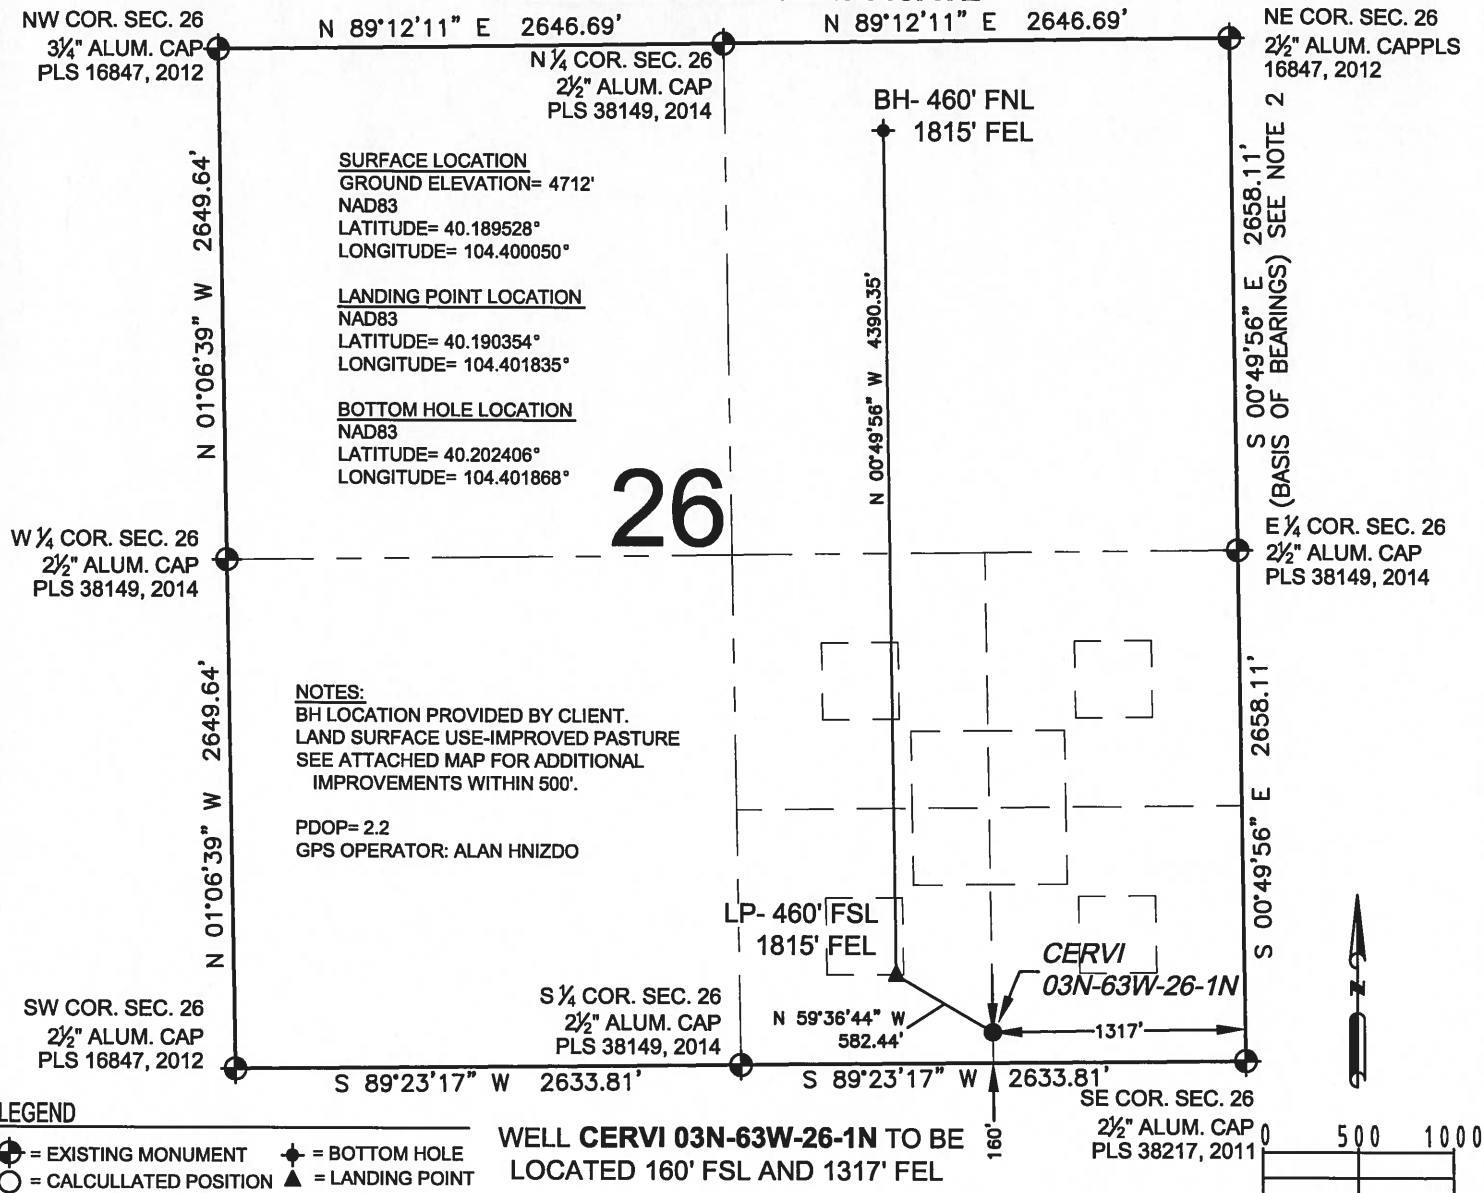 NW COR. SEC. 26
3¼" ALUM. CAP
PLS 16847, 2012
N 89°12'11" E 2646.69'
N ¼ COR. SEC. 26
2½" ALUM. CAP
PLS 38149, 2014
N 89°12'11" E 2646.69'
NE COR. SEC. 26
2½" ALUM. CAPPLS
16847, 2012
BH- 460' FNL
1815' FEL
SURFACE LOCATION
GROUND ELEVATION= 4712'
NAD83
LATITUDE= 40.189528°
LONGITUDE= 104.400050°
LANDING POINT LOCATION
NAD83
LATITUDE= 40.190354°
LONGITUDE= 104.401835°
BOTTOM HOLE LOCATION
NAD83
LATITUDE= 40.202406°
LONGITUDE= 104.401868°
N 01°06'39" W 2649.64'
N 00°49'56" W 4390.35'
S 00°49'56" E 2658.11'
(BASIS OF BEARINGS) SEE NOTE 2
26
W ¼ COR. SEC. 26
2½" ALUM. CAP
PLS 38149, 2014
E ¼ COR. SEC. 26
2½" ALUM. CAP
PLS 38149, 2014
N 01°06'39" W 2649.64'
NOTES:
BH LOCATION PROVIDED BY CLIENT.
LAND SURFACE USE-IMPROVED PASTURE
SEE ATTACHED MAP FOR ADDITIONAL
IMPROVEMENTS WITHIN 500'.
PDOP= 2.2
GPS OPERATOR: ALAN HNIZDO
S 00°49'56" E 2658.11'
LP- 460' FSL
1815' FEL
CERVI
03N-63W-26-1N
N 59°36'44" W
582.44'
1317'
N
SW COR. SEC. 26
2½" ALUM. CAP
PLS 16847, 2012
S ¼ COR. SEC. 26
2½" ALUM. CAP
PLS 38149, 2014
S 89°23'17" W 2633.81'
S 89°23'17" W 2633.81'
SE COR. SEC. 26
2½" ALUM. CAP
PLS 38217, 2011
160'
LEGEND
= EXISTING MONUMENT
= BOTTOM HOLE
= CALCULLATED POSITION
= LANDING POINT
WELL CERVI 03N-63W-26-1N TO BE
LOCATED 160' FSL AND 1317' FEL
0 500 1000